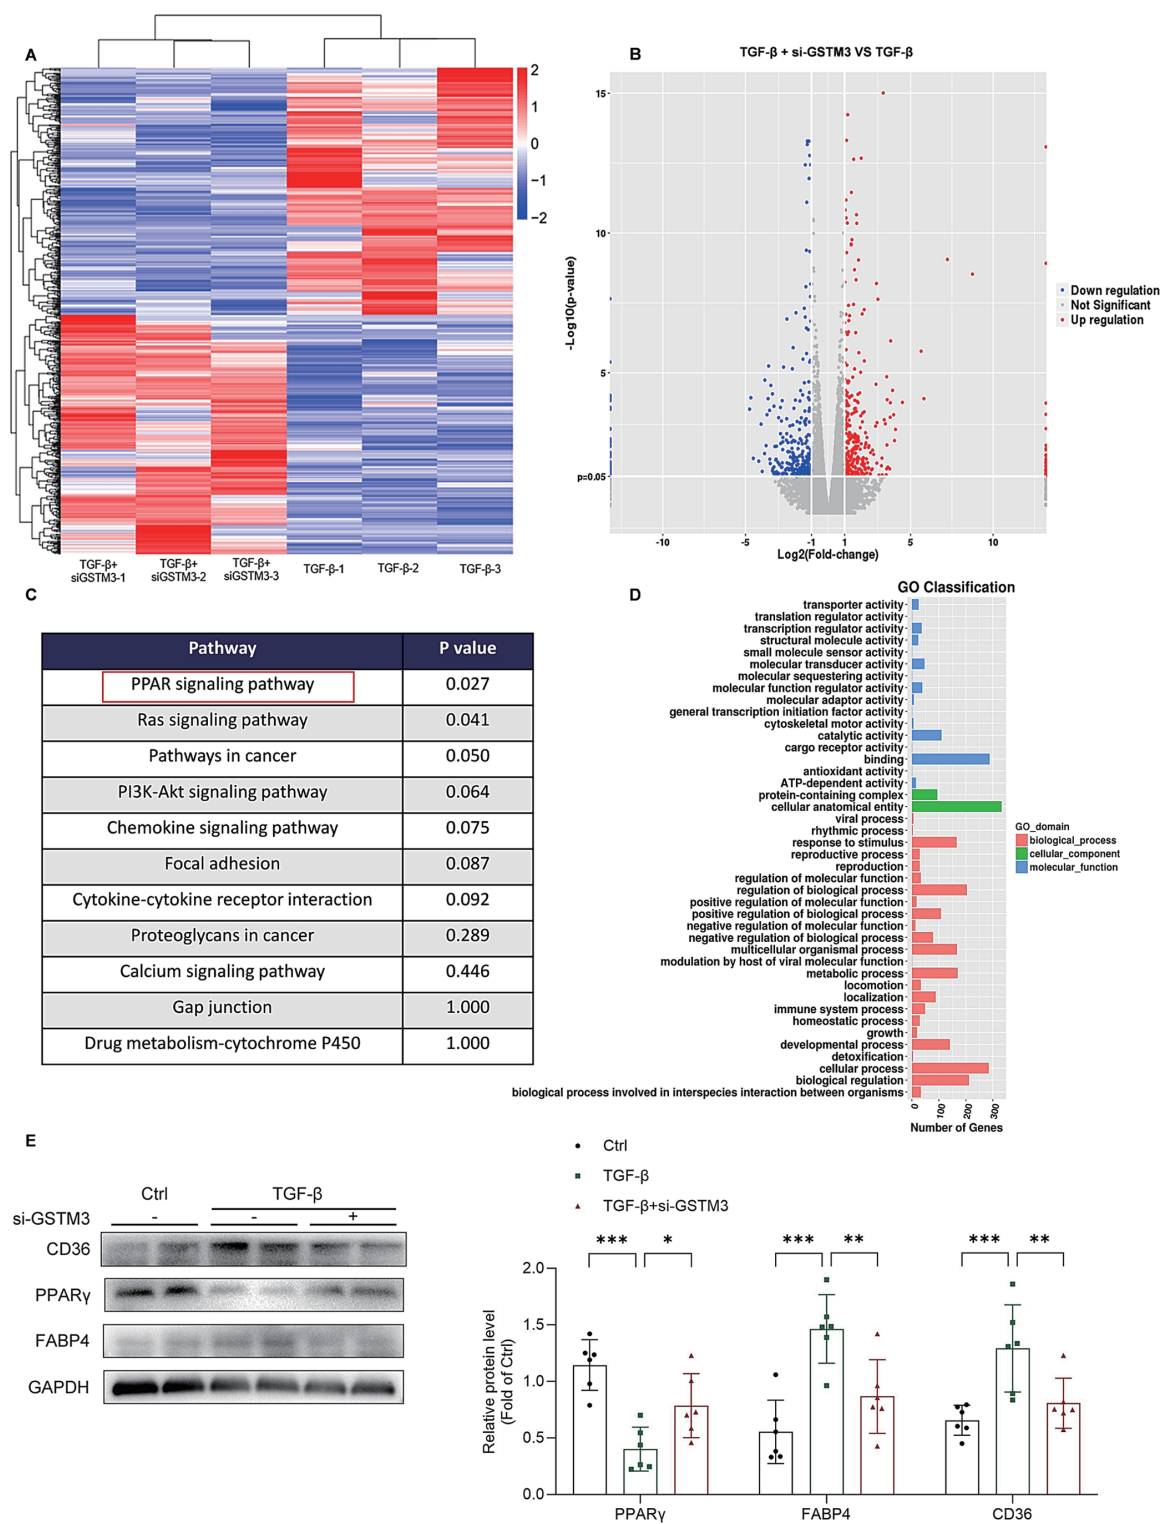 A
2
1
0
−1
−2
TGF-β+
siGSTM3-1
TGF-β+
siGSTM3-2
TGF-β+
siGSTM3-3
TGF-β-1
TGF-β-2
TGF-β-3
B
TGF-β + si-GSTM3 VS TGF-β
-Log10(p-value)
15
10
5
p=0.05
-10
-5
-1
1
5
10
Log2(Fold-change)
Down regulation
Not Significant
Up regulation
C
Pathway P value
PPAR signaling pathway 0.027
Ras signaling pathway 0.041
Pathways in cancer 0.050
PI3K-Akt signaling pathway 0.064
Chemokine signaling pathway 0.075
Focal adhesion 0.087
Cytokine-cytokine receptor interaction 0.092
Proteoglycans in cancer 0.289
Calcium signaling pathway 0.446
Gap junction 1.000
Drug metabolism-cytochrome P450 1.000
D
GO Classification
transporter activity
translation regulator activity
transcription regulator activity
structural molecule activity
small molecule sensor activity
molecular transducer activity
molecular sequestering activity
molecular function regulator activity
molecular adaptor activity
general transcription initiation factor activity
cytoskeletal motor activity
catalytic activity
cargo receptor activity
binding
antioxidant activity
ATP-dependent activity
protein-containing complex
cellular anatomical entity
viral process
rhythmic process
response to stimulus
reproductive process
reproduction
regulation of molecular function
regulation of biological process
positive regulation of molecular function
positive regulation of biological process
negative regulation of molecular function
negative regulation of biological process
multicellular organismal process
modulation by host of viral molecular function
metabolic process
locomotion
localization
immune system process
homeostatic process
growth
developmental process
detoxification
cellular process
biological regulation
biological process involved in interspecies interaction between organisms
0
100
200
300
Number of Genes
GO_domain
biological_process
cellular_component
molecular_function
E
Ctrl TGF-β
si-GSTM3 - - +
CD36
PPARγ
FABP4
GAPDH
Ctrl
TGF-β
TGF-β+si-GSTM3
*** * *** ** *** **
Relative protein level
(Fold of Ctrl)
2.0
1.5
1.0
0.5
0.0
PPARγ FABP4 CD36